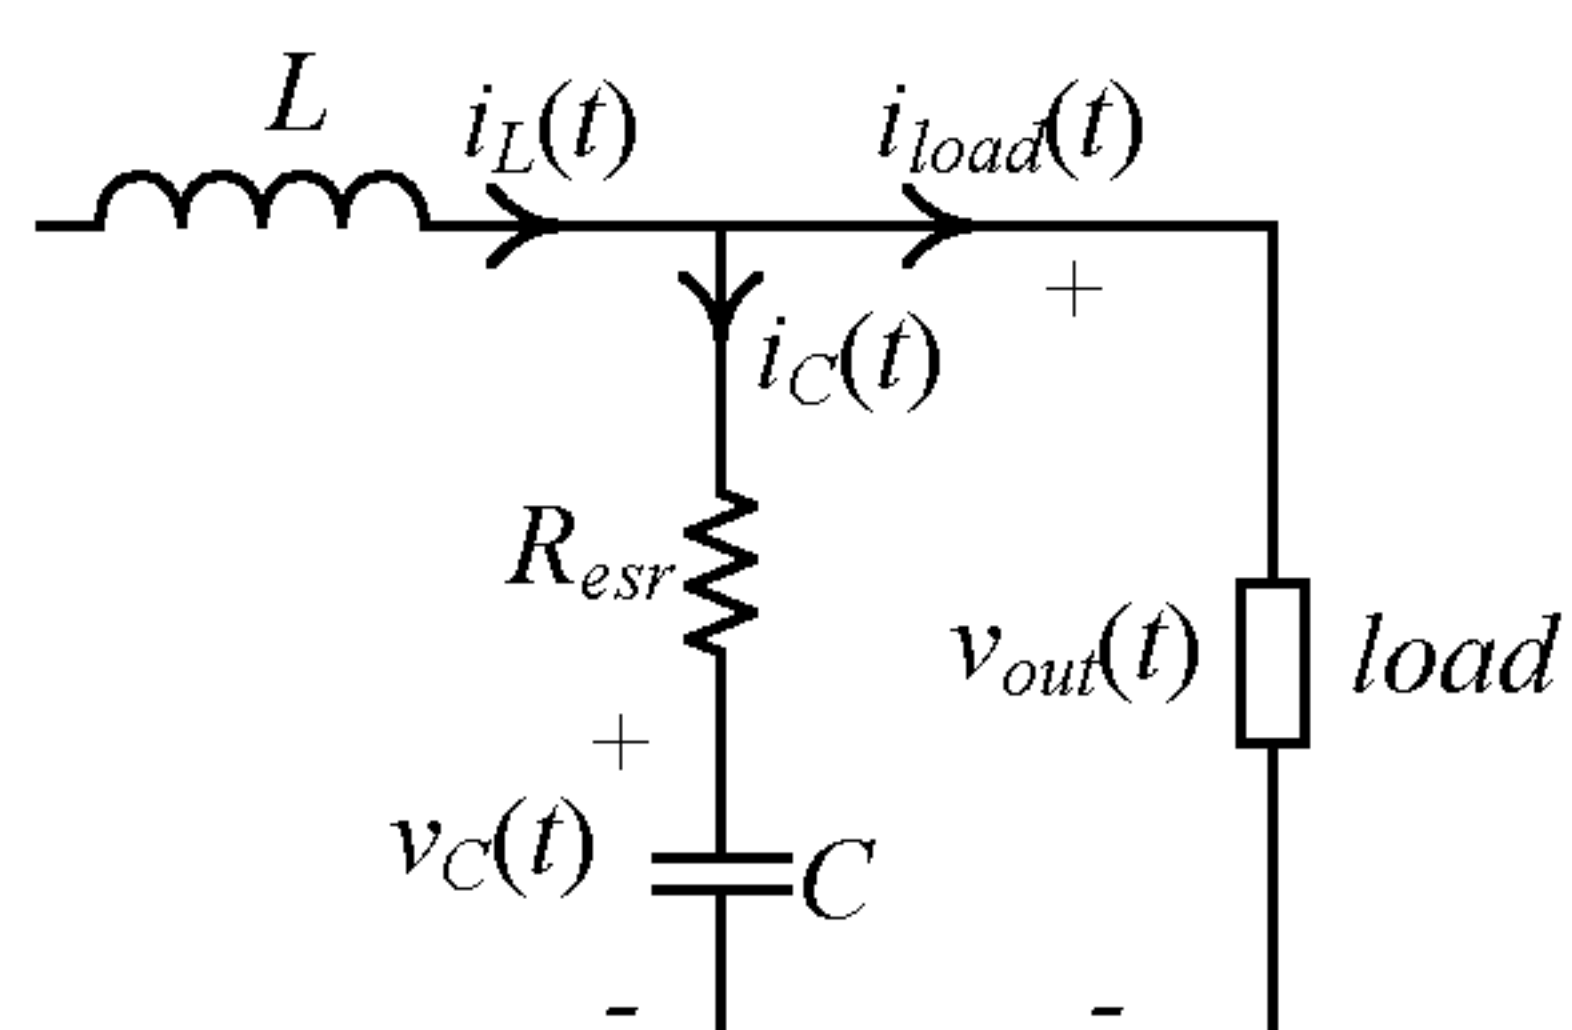 L
i_L(t)
i_load(t)
+
i_C(t)
R_esr
v_out(t)
load
+
v_C(t)
C
-
-